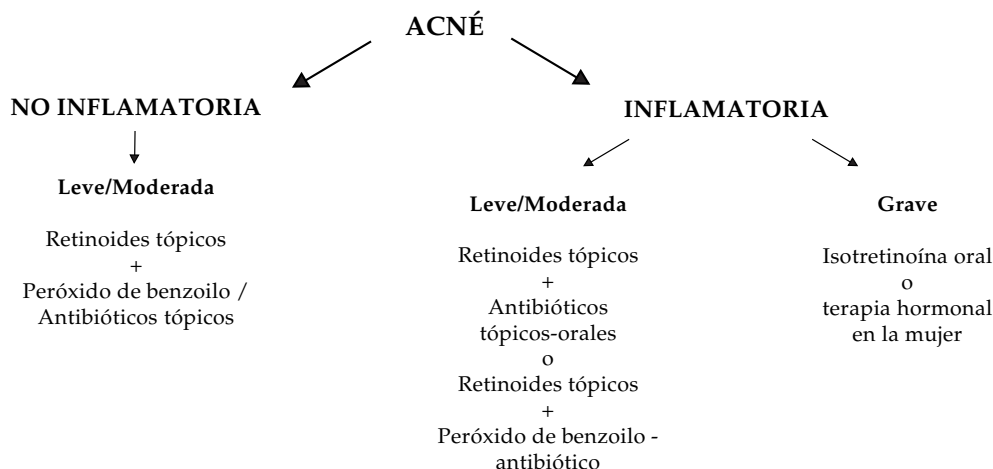 ACNÉ
NO INFLAMATORIA
Leve/Moderada
Retinoides tópicos
+
Peróxido de benzoilo /
Antibióticos tópicos
INFLAMATORIA
Leve/Moderada
Retinoides tópicos
+
Antibióticos
tópicos-orales
o
Retinoides tópicos
+
Peróxido de benzoilo -
antibiótico
Grave
Isotretinoína oral
o
terapia hormonal
en la mujer